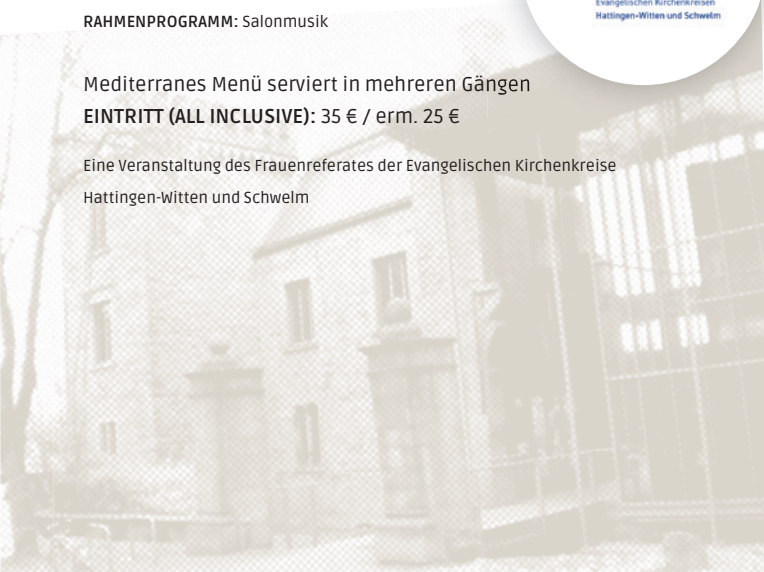 Evangelischen Kirchenkreisen
Hattingen-Witten und Schwelm
RAHMENPROGRAMM: Salonmusik
Mediterranes Menü serviert in mehreren Gängen
EINTRITT (ALL INCLUSIVE): 35 € / erm. 25 €
Eine Veranstaltung des Frauenreferates der Evangelischen Kirchenkreise
Hattingen-Witten und Schwelm